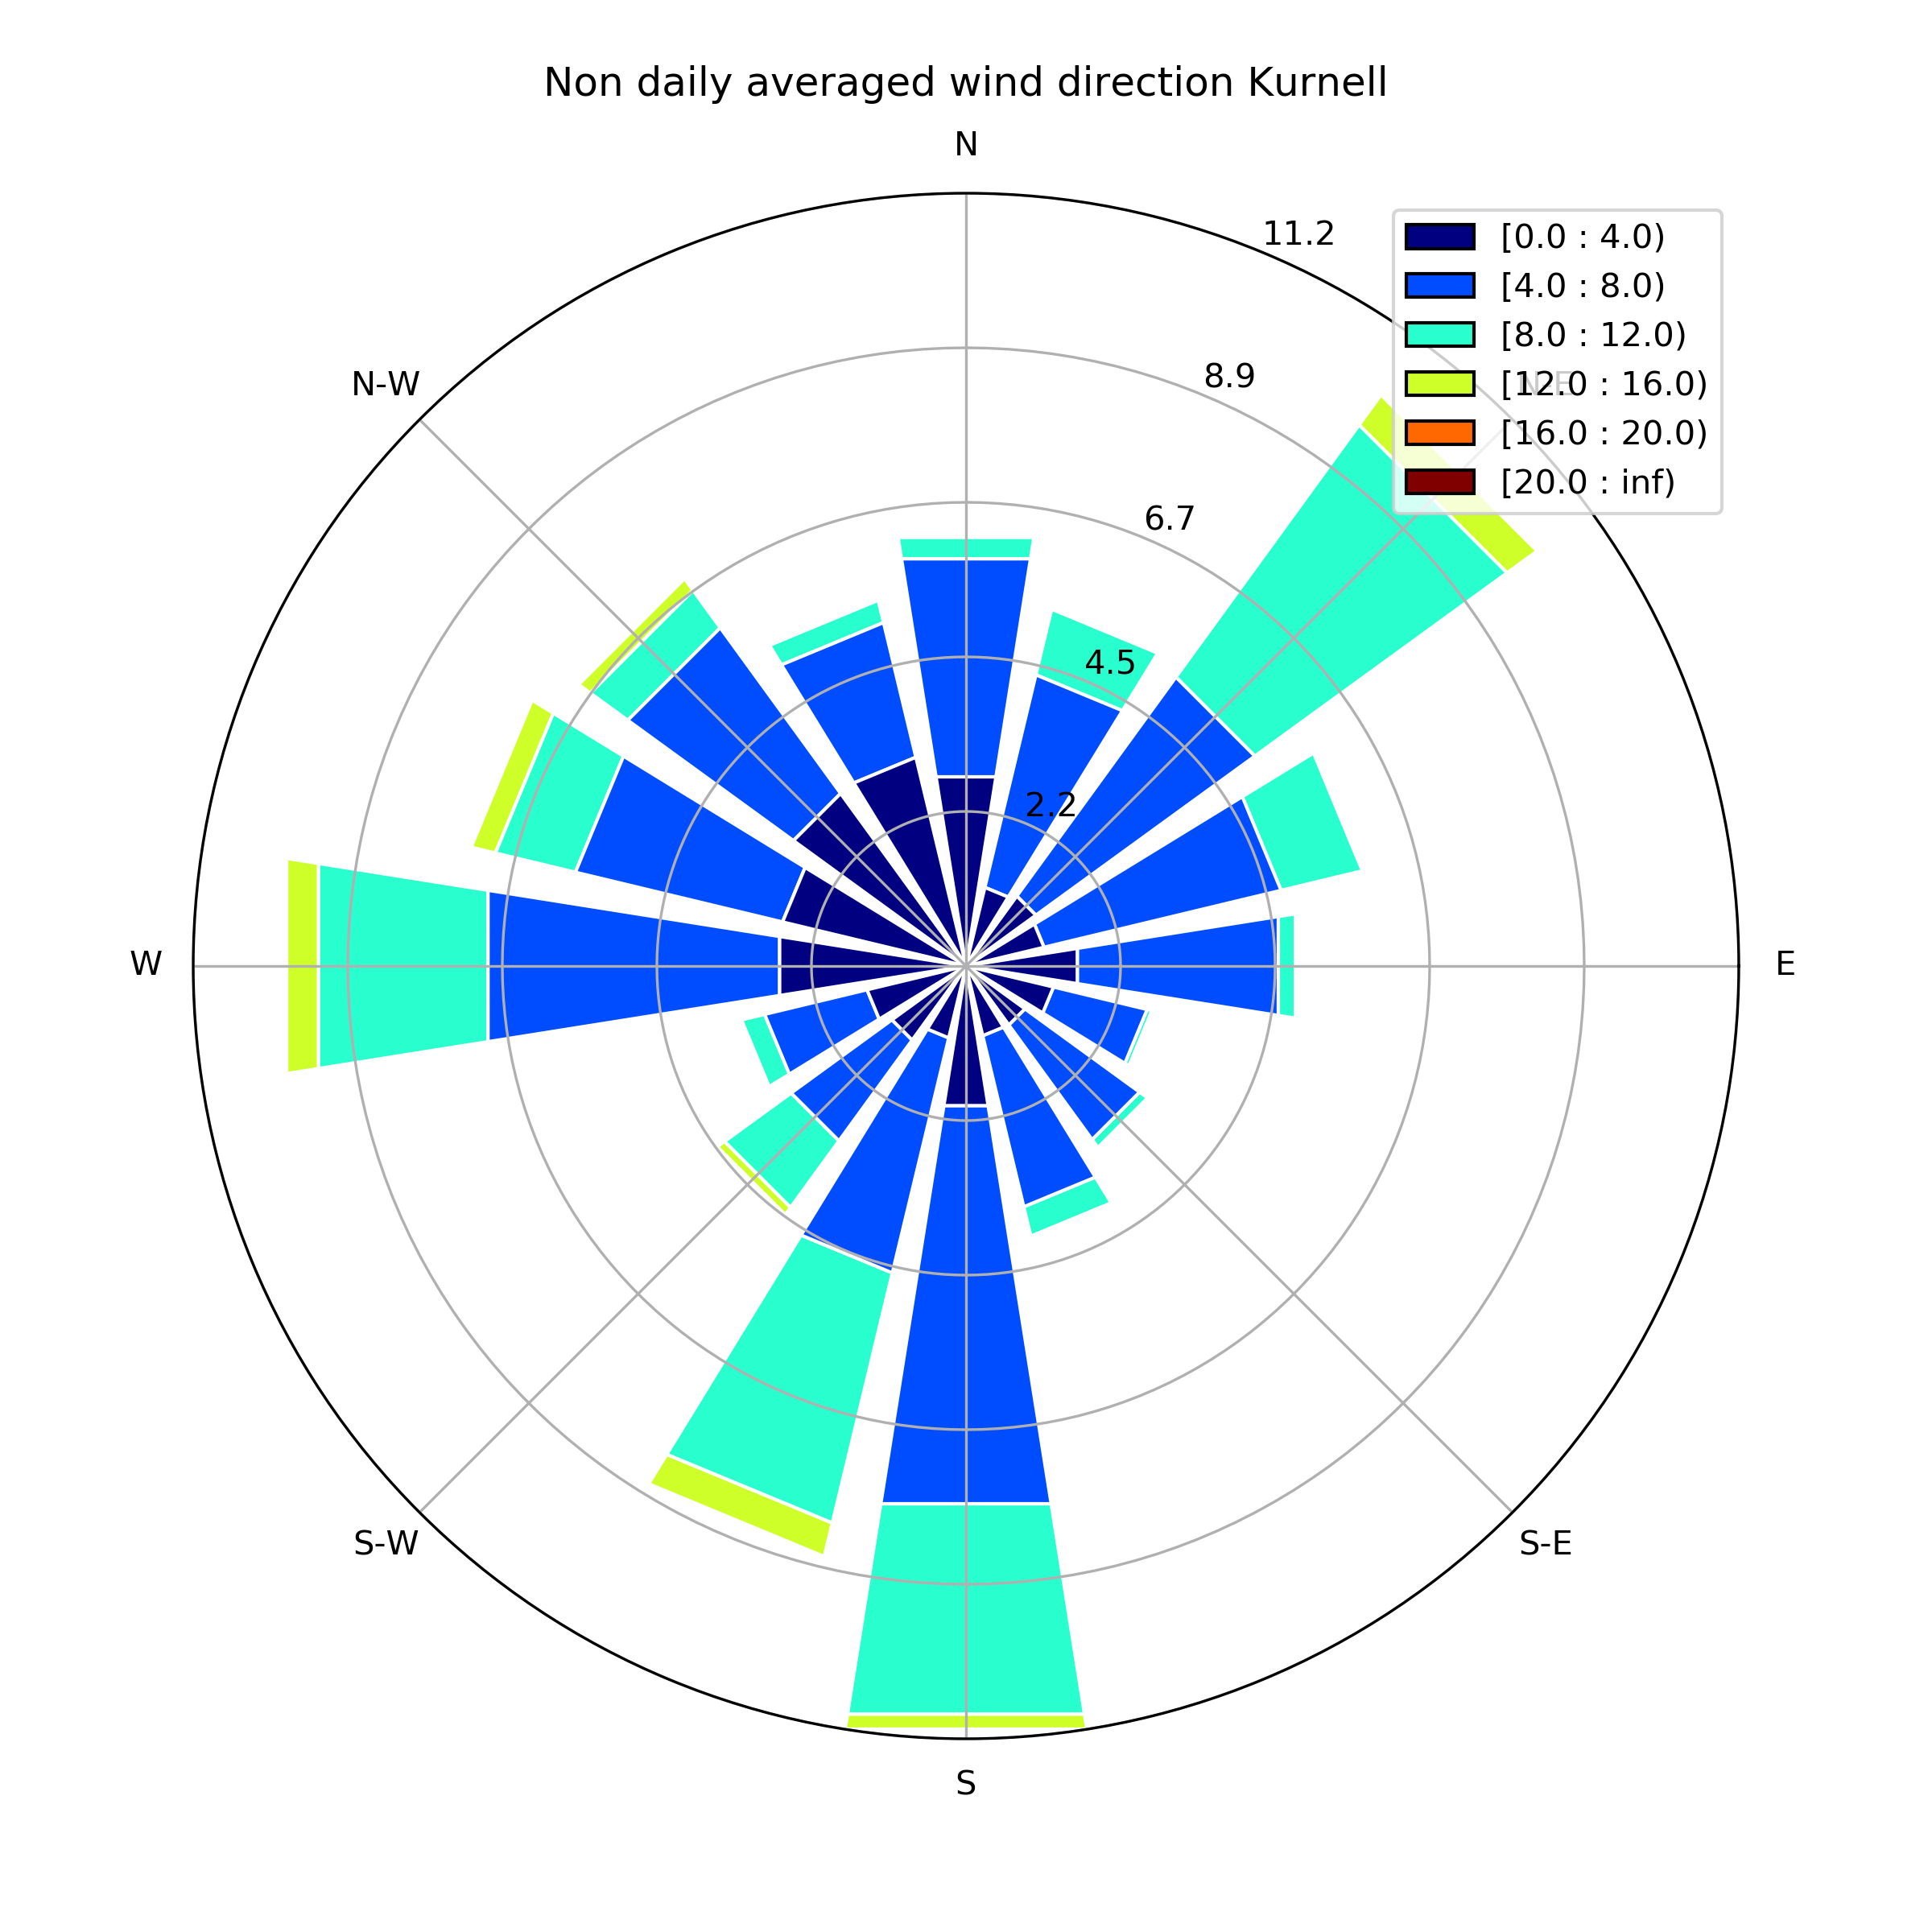 Non daily averaged wind direction Kurnell
N
11.2
[0.0 : 4.0)
[4.0 : 8.0)
[8.0 : 12.0)
[12.0 : 16.0)
[16.0 : 20.0)
[20.0 : inf)
N-W
N-E
8.9
6.7
4.5
2.2
W
E
S-W
S-E
S